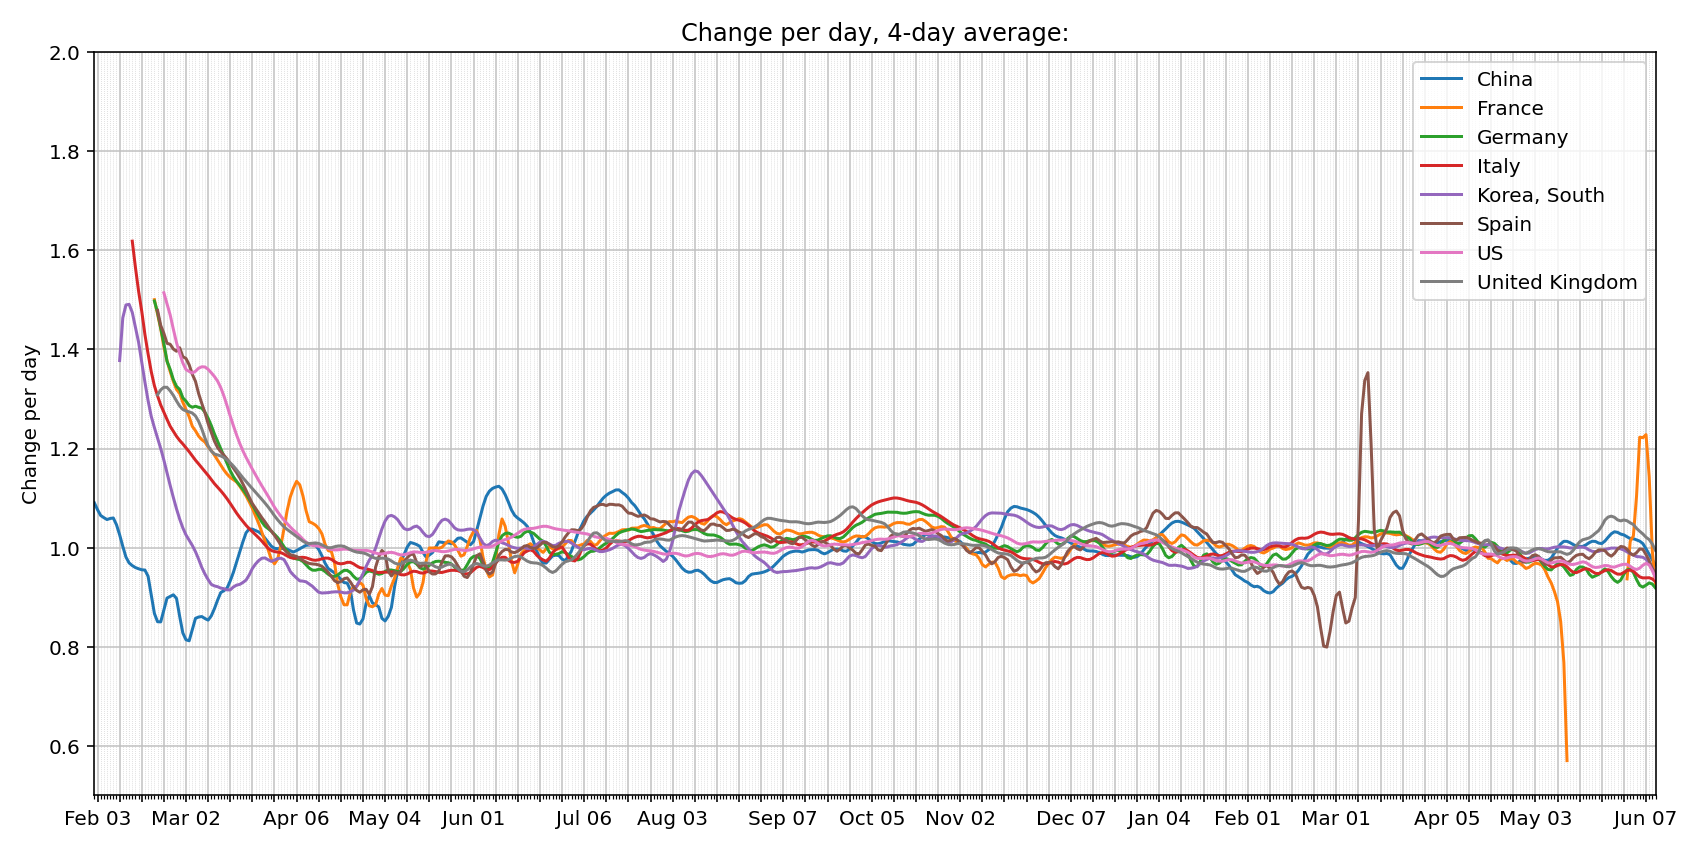 Change per day, 4-day average:
Change per day
2.0
1.8
1.6
1.4
1.2
1.0
0.8
0.6
China
France
Germany
Italy
Korea, South
Spain
US
United Kingdom
Feb 03 Mar 02 Apr 06 May 04 Jun 01 Jul 06 Aug 03 Sep 07 Oct 05 Nov 02 Dec 07 Jan 04 Feb 01 Mar 01 Apr 05 May 03 Jun 07